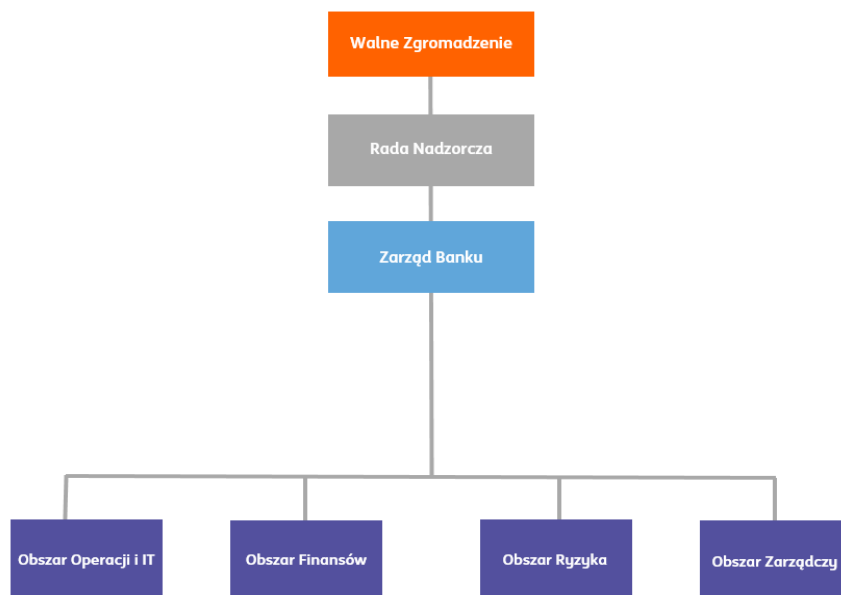 Walne Zgromadzenie
Rada Nadzorcza
Zarząd Banku
Obszar Operacji i IT
Obszar Finansów
Obszar Ryzyka
Obszar Zarządczy